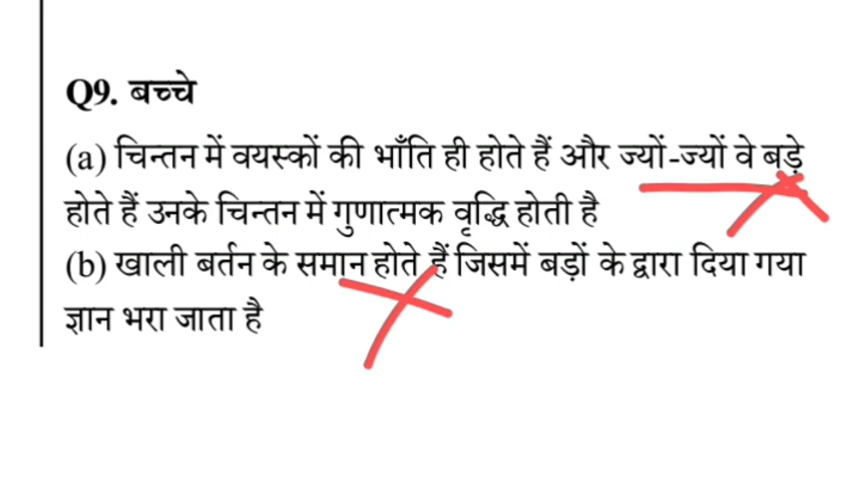 Q9. बच्चे
(a) चिन्तन में वयस्कों की भाँति ही होते हैं और ज्यों-ज्यों वे बड़े
होते हैं उनके चिन्तन में गुणात्मक वृद्धि होती है
(b) खाली बर्तन के समान होते हैं जिसमें बड़ों के द्वारा दिया गया
ज्ञान भरा जाता है